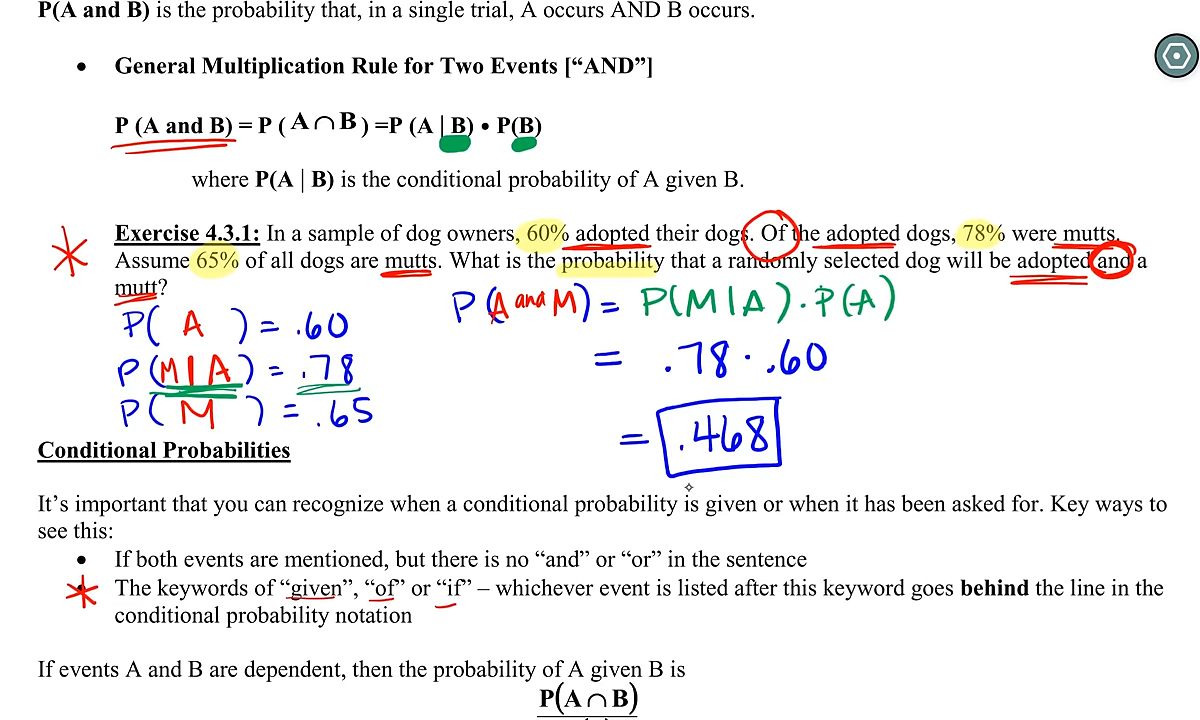 P(A and B) is the probability that, in a single trial, A occurs AND B occurs.
• General Multiplication Rule for Two Events [“AND”]
P (A and B) = P ( A∩B ) =P (A | B) • P(B)
where P(A | B) is the conditional probability of A given B.
Exercise 4.3.1: In a sample of dog owners, 60% adopted their dogs. Of the adopted dogs, 78% were mutts.
Assume 65% of all dogs are mutts. What is the probability that a randomly selected dog will be adopted and a
mutt?
P( A ) = .60
P(M|A) = .78
P( M ) = .65
P(A and M) = P(M|A) · P(A)
= .78 · .60
= .468
Conditional Probabilities
It’s important that you can recognize when a conditional probability is given or when it has been asked for. Key ways to
see this:
• If both events are mentioned, but there is no “and” or “or” in the sentence
The keywords of “given”, “of” or “if” – whichever event is listed after this keyword goes behind the line in the
conditional probability notation
If events A and B are dependent, then the probability of A given B is
P(A∩B)